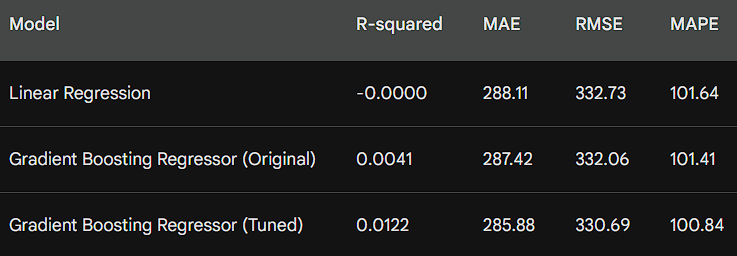 Model R-squared MAE RMSE MAPE
Linear Regression -0.0000 288.11 332.73 101.64
Gradient Boosting Regressor (Original) 0.0041 287.42 332.06 101.41
Gradient Boosting Regressor (Tuned) 0.0122 285.88 330.69 100.84